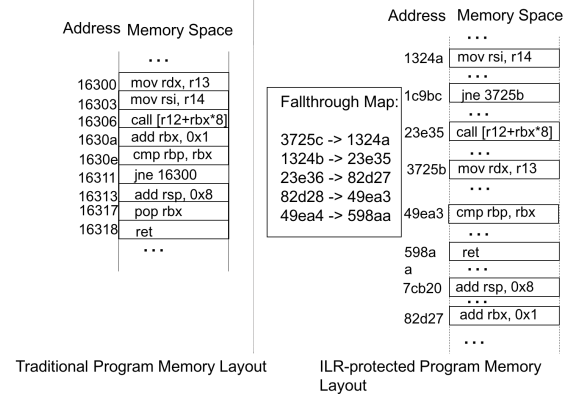 Address Memory Space
. . .
16300 mov rdx, r13
16303 mov rsi, r14
16306 call [r12+rbx*8]
1630a add rbx, 0x1
1630e cmp rbp, rbx
16311 jne 16300
16313 add rsp, 0x8
16317 pop rbx
16318 ret
. . .
Traditional Program Memory Layout
Fallthrough Map:
3725c -> 1324a
1324b -> 23e35
23e36 -> 82d27
82d28 -> 49ea3
49ea4 -> 598aa
Address Memory Space
. . .
1324a mov rsi, r14
. . .
1c9bc jne 3725b
. . .
23e35 call [r12+rbx*8]
. . .
3725b mov rdx, r13
. . .
49ea3 cmp rbp, rbx
. . .
598a ret
a . . .
7cb20 add rsp, 0x8
. . .
82d27 add rbx, 0x1
. . .
ILR-protected Program Memory
Layout